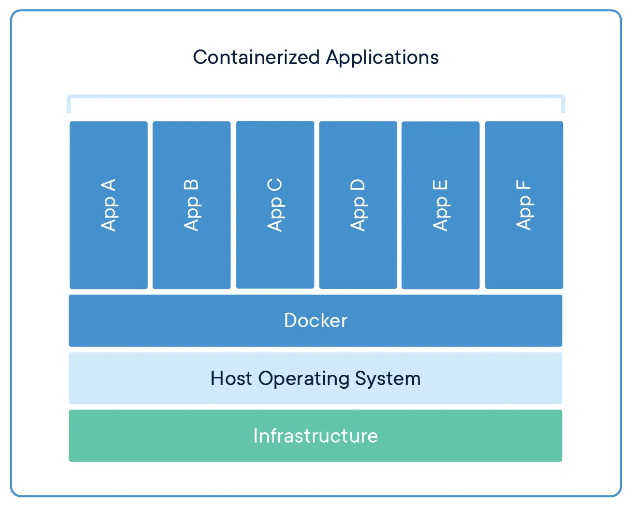 Containerized Applications
App A
App B
App C
App D
App E
App F
Docker
Host Operating System
Infrastructure